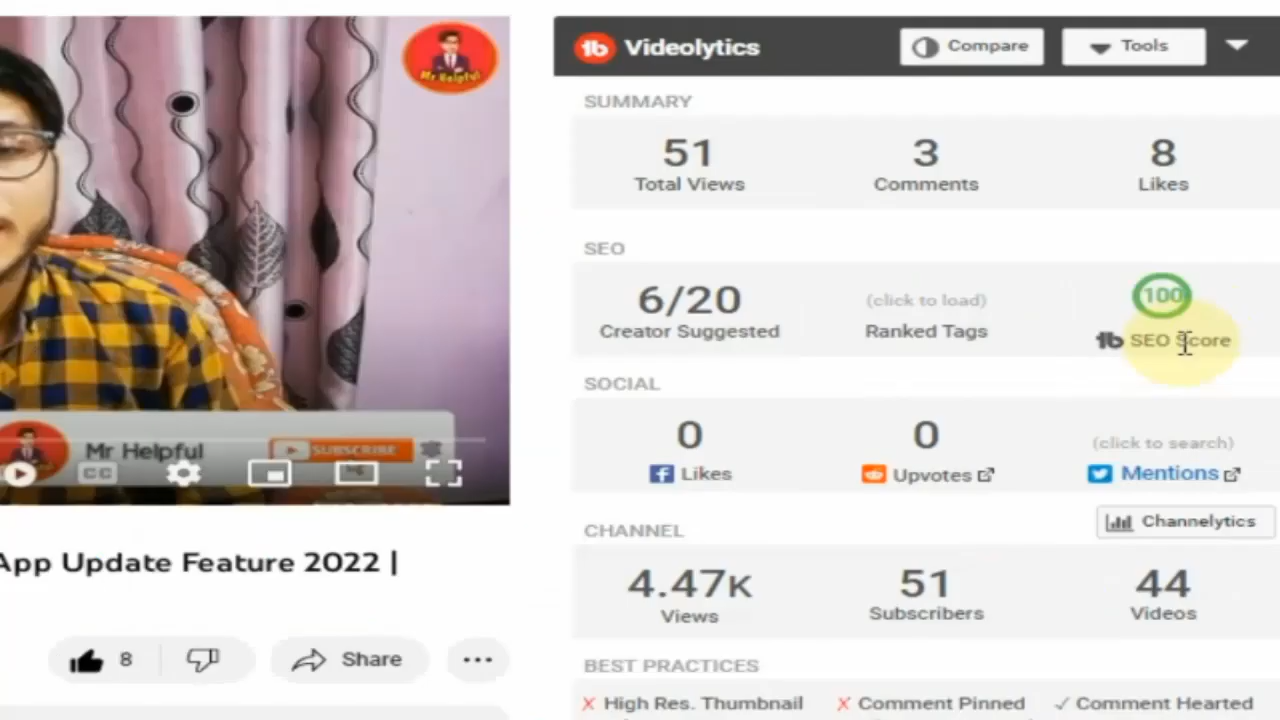 Mr Helpful
Mr Helpful
SUBSCRIBE
CC
App Update Feature 2022 |
8
Share
Videolytics
Compare
Tools
SUMMARY
51
3
8
Total Views
Comments
Likes
SEO
6/20
(click to load)
100
Creator Suggested
Ranked Tags
SEO Score
SOCIAL
0
0
(click to search)
Likes
Upvotes
Mentions
Channelytics
CHANNEL
4.47K
51
44
Views
Subscribers
Videos
BEST PRACTICES
X High Res. Thumbnail
X Comment Pinned
✓ Comment Hearted